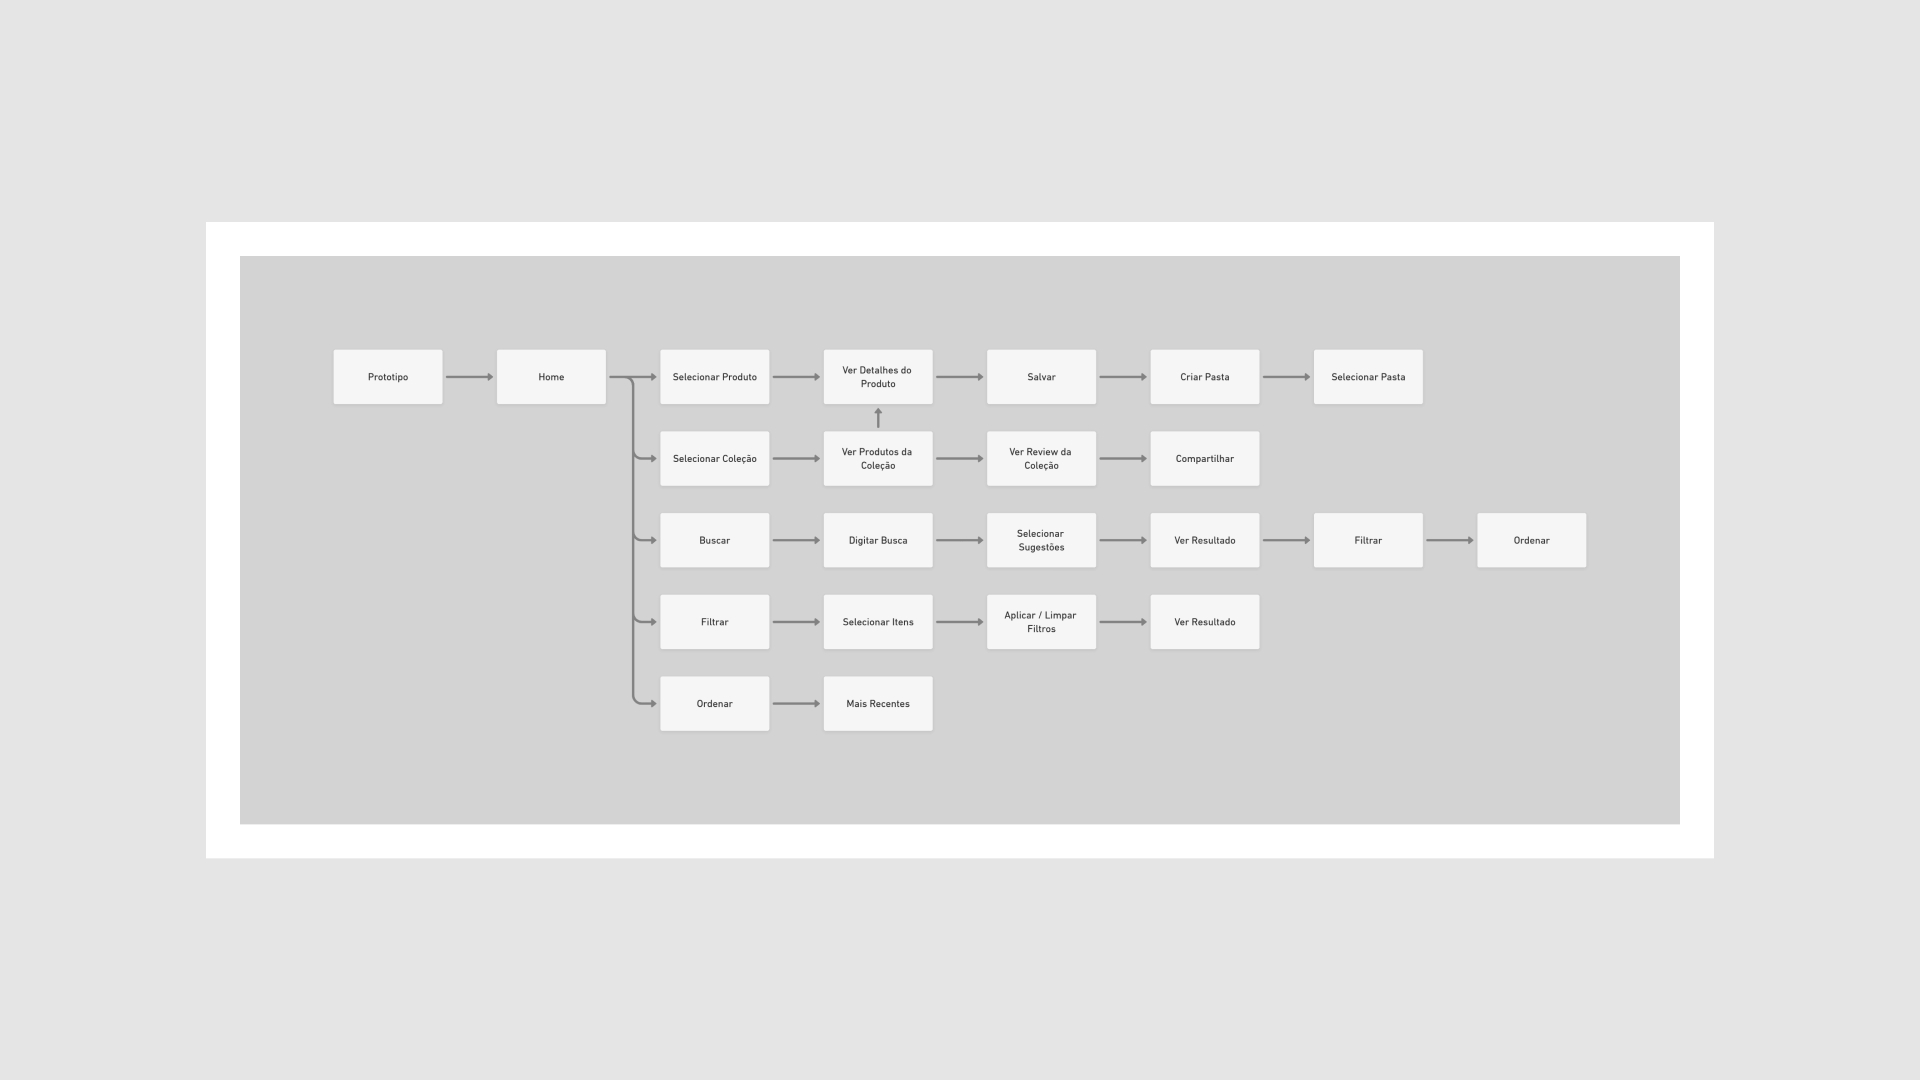 Prototipo
Home
Selecionar Produto
Ver Detalhes do
Produto
Salvar
Criar Pasta
Selecionar Pasta
Selecionar Coleção
Ver Produtos da
Coleção
Ver Review da
Coleção
Compartilhar
Buscar
Digitar Busca
Selecionar
Sugestões
Ver Resultado
Filtrar
Ordenar
Filtrar
Selecionar Itens
Aplicar / Limpar
Filtros
Ver Resultado
Ordenar
Mais Recentes